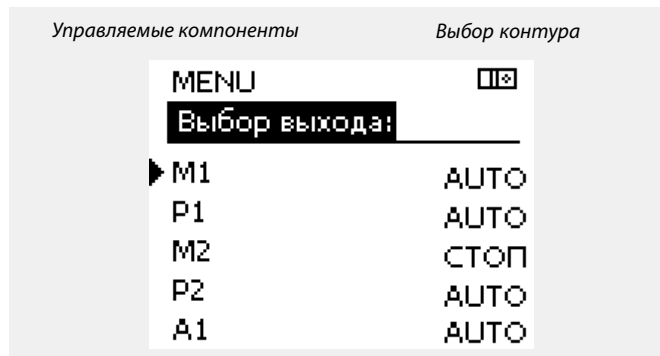 Управляемые компоненты Выбор контура
MENU
Выбор выхода:
M1 AUTO
P1 AUTO
M2 СТОП
P2 AUTO
A1 AUTO